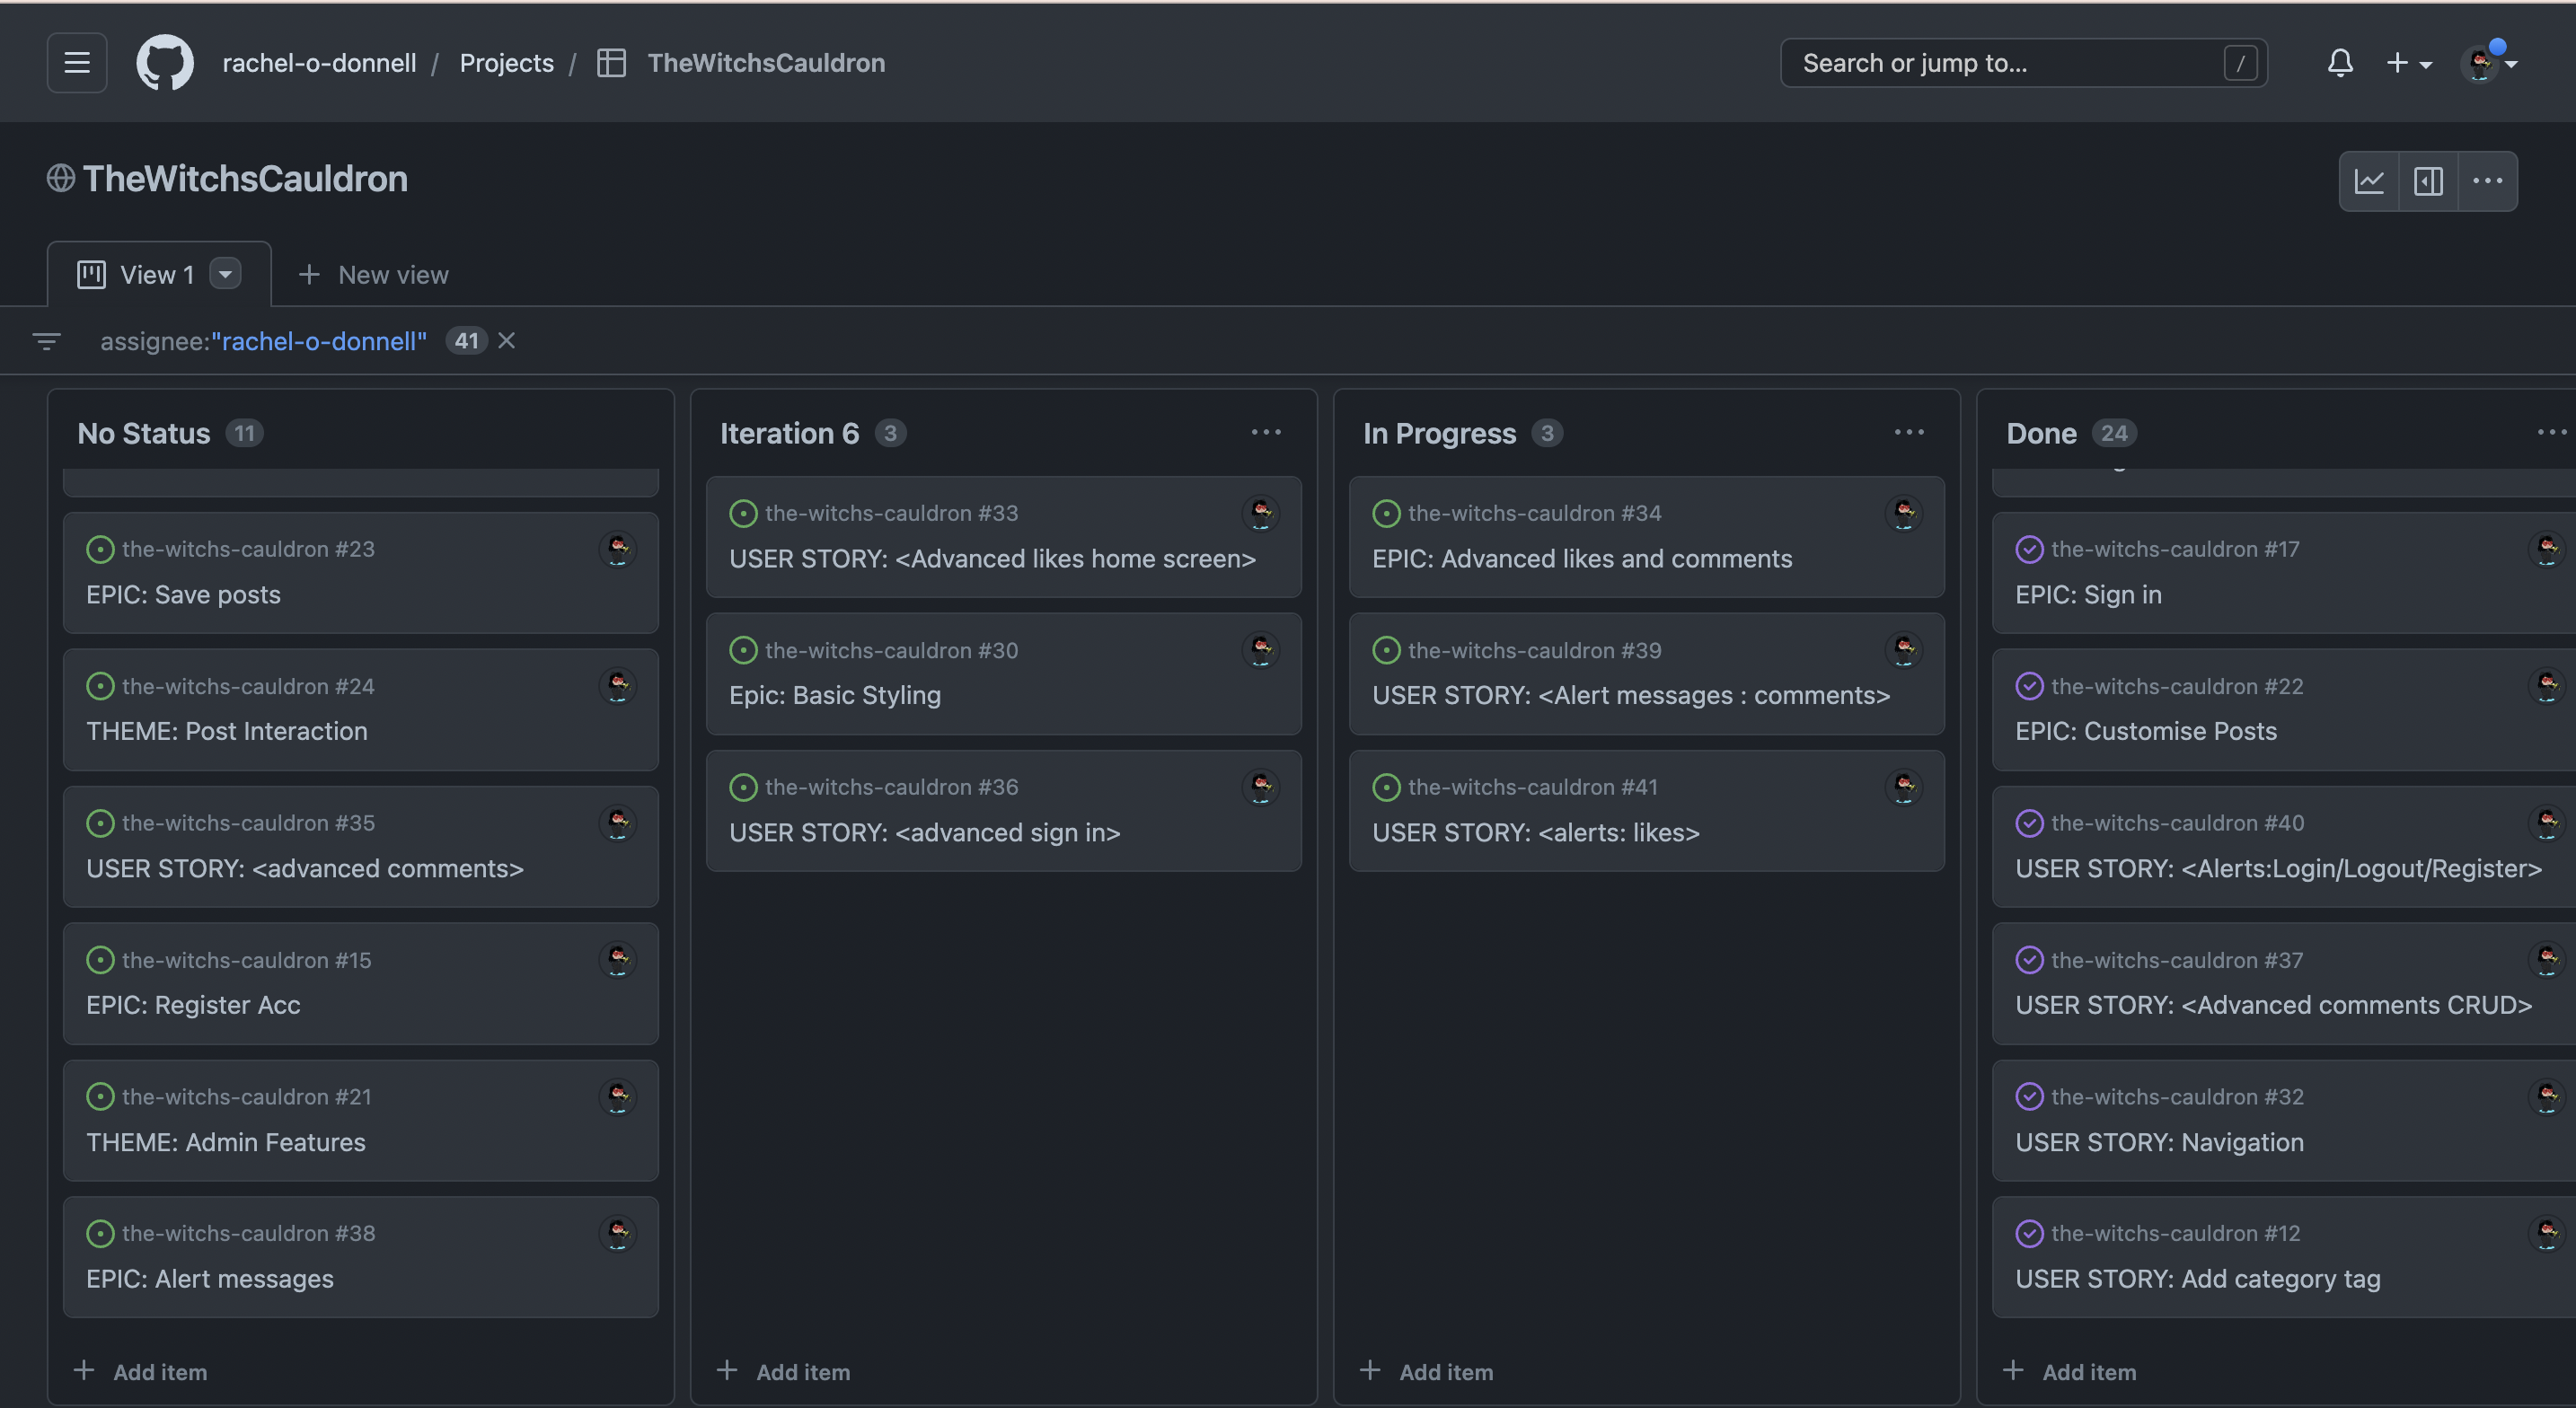 rachel-o-donnell / Projects / TheWitchsCauldron
Search or jump to... /
TheWitchsCauldron
View 1
New view
assignee:"rachel-o-donnell" 41
No Status 11
the-witchs-cauldron #23
EPIC: Save posts
the-witchs-cauldron #24
THEME: Post Interaction
the-witchs-cauldron #35
USER STORY: <advanced comments>
the-witchs-cauldron #15
EPIC: Register Acc
the-witchs-cauldron #21
THEME: Admin Features
the-witchs-cauldron #38
EPIC: Alert messages
Add item
Iteration 6 3
the-witchs-cauldron #33
USER STORY: <Advanced likes home screen>
the-witchs-cauldron #30
Epic: Basic Styling
the-witchs-cauldron #36
USER STORY: <advanced sign in>
Add item
In Progress 3
the-witchs-cauldron #34
EPIC: Advanced likes and comments
the-witchs-cauldron #39
USER STORY: <Alert messages : comments>
the-witchs-cauldron #41
USER STORY: <alerts: likes>
Add item
Done 24
the-witchs-cauldron #17
EPIC: Sign in
the-witchs-cauldron #22
EPIC: Customise Posts
the-witchs-cauldron #40
USER STORY: <Alerts:Login/Logout/Register>
the-witchs-cauldron #37
USER STORY: <Advanced comments CRUD>
the-witchs-cauldron #32
USER STORY: Navigation
the-witchs-cauldron #12
USER STORY: Add category tag
Add item